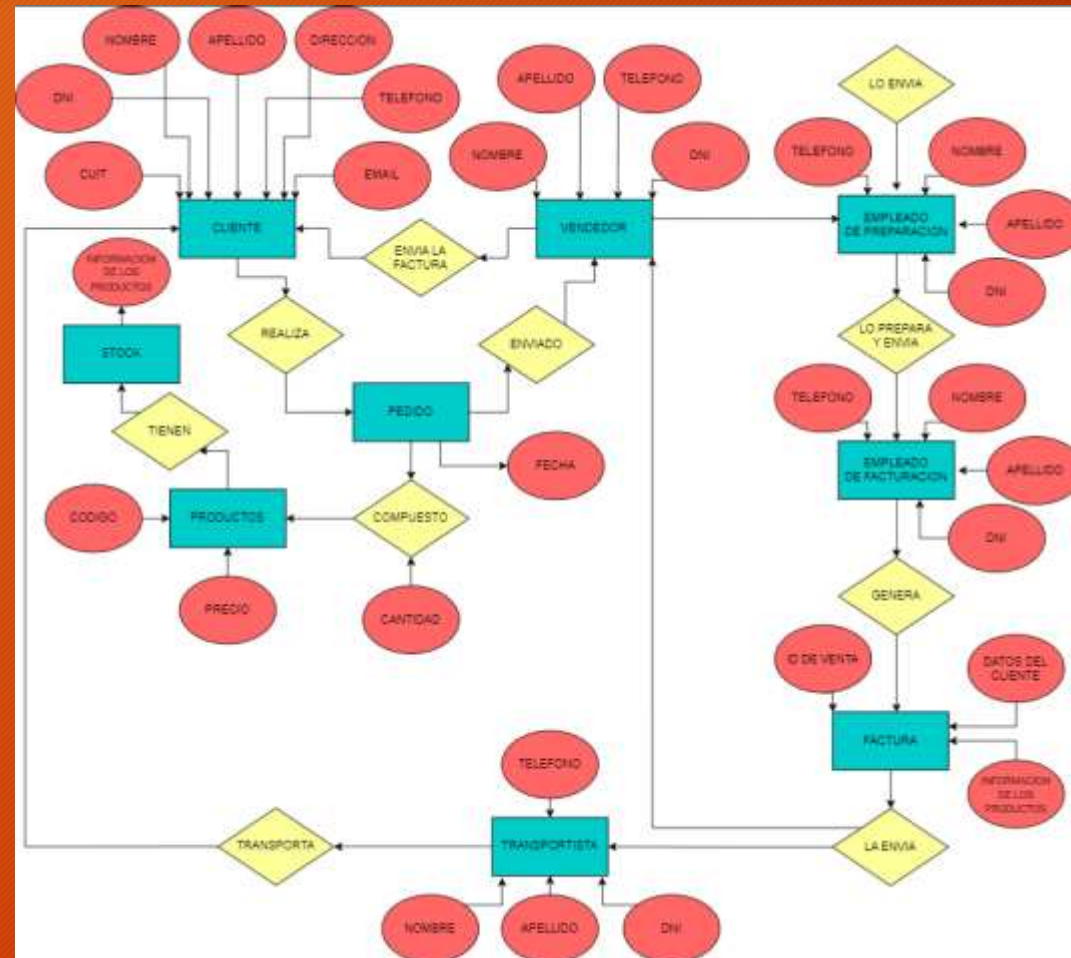 NOMBRE
APELLIDO
DIRECCION
DNI
TELEFONO
CUIT
EMAIL
CLIENTE
APELLIDO
TELEFONO
NOMBRE
DNI
VENDEDOR
LO ENVIA
TELEFONO
NOMBRE
EMPLEADO
DE PREPARACION
APELLIDO
DNI
ENVIA LA
FACTURA
INFORMACION
DE LOS
PRODUCTOS
REALIZA
ENVIADO
LO PREPARA
Y ENVIA
STOCK
PEDIDO
TELEFONO
NOMBRE
TIENEN
FECHA
EMPLEADO
DE FACTURACION
APELLIDO
CODIGO
PRODUCTOS
COMPUESTO
DNI
PRECIO
CANTIDAD
GENERA
ID DE VENTA
DATOS DEL
CLIENTE
FACTURA
TELEFONO
INFORMACION
DE LOS
PRODUCTOS
TRANSPORTA
TRANSPORTISTA
LA ENVIA
NOMBRE
APELLIDO
DNI